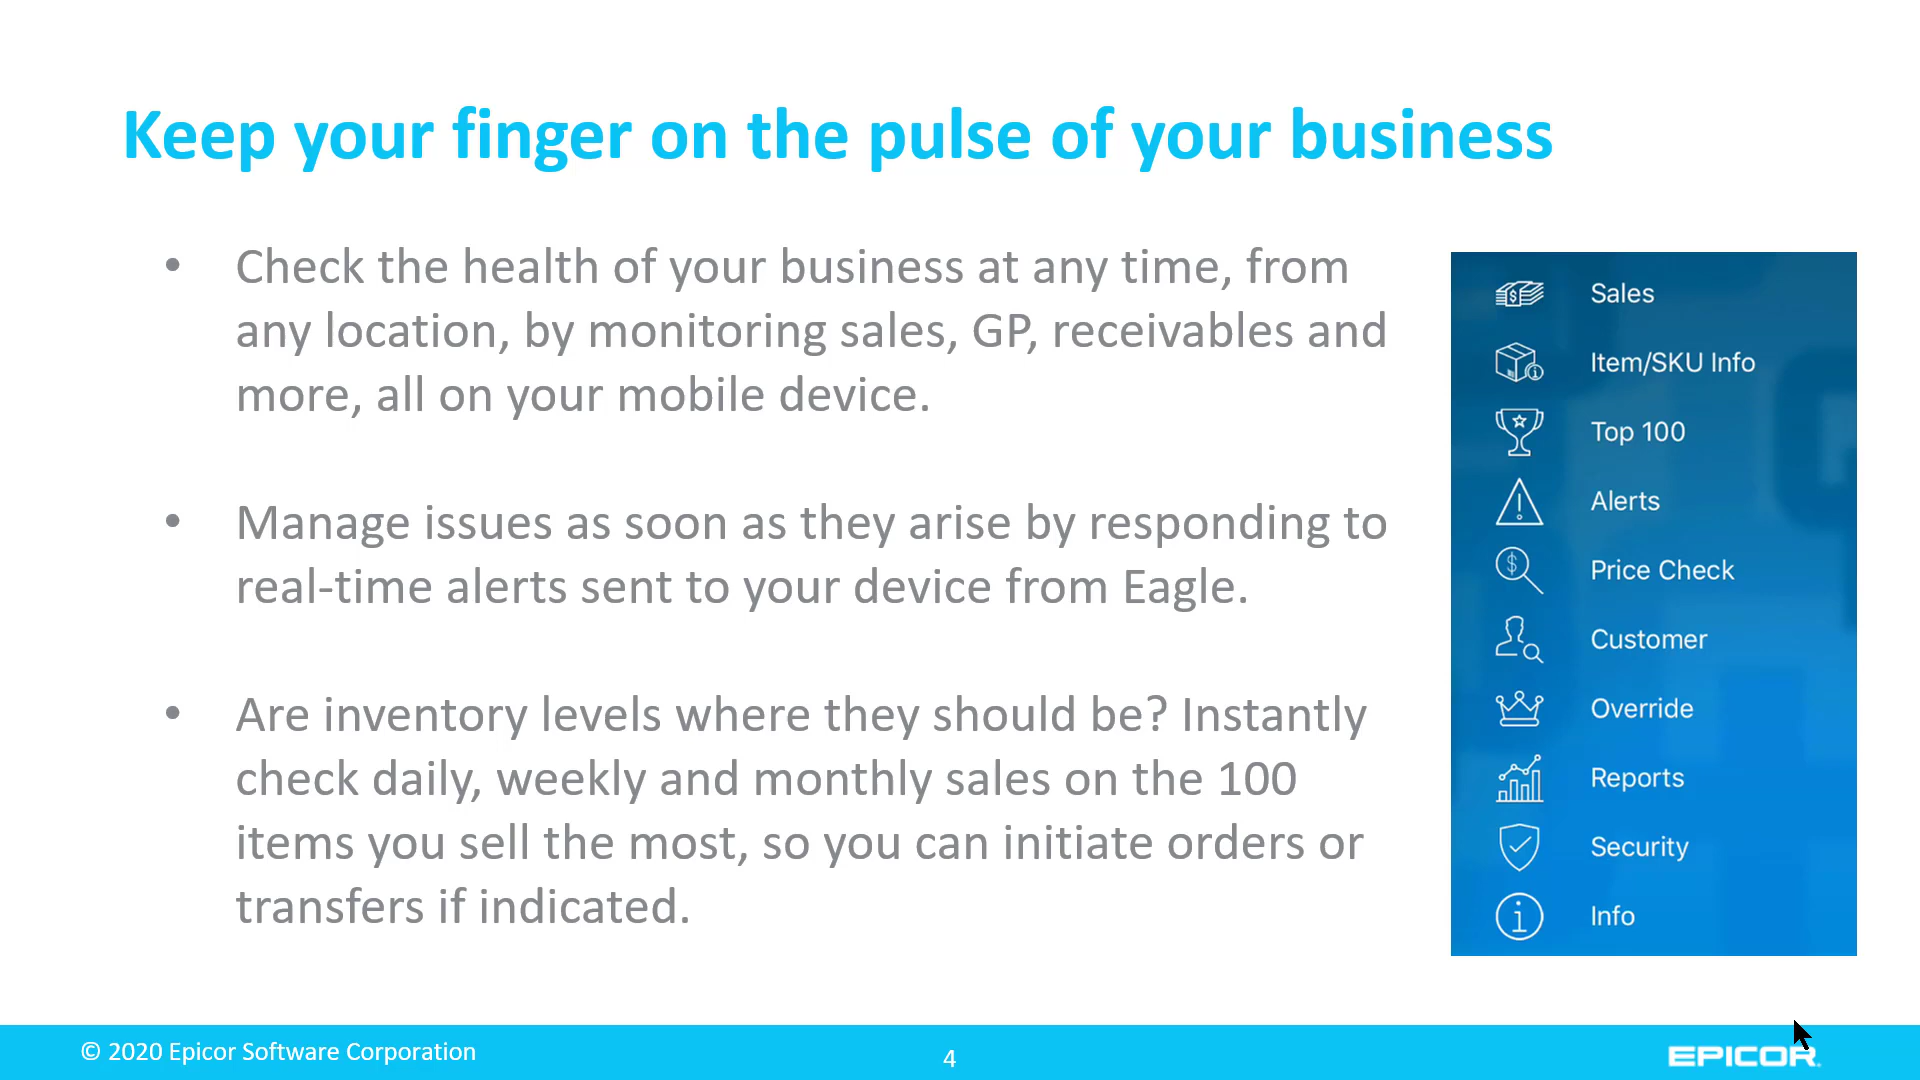 Keep your finger on the pulse of your business
• Check the health of your business at any time, from
any location, by monitoring sales, GP, receivables and
more, all on your mobile device.
• Manage issues as soon as they arise by responding to
real-time alerts sent to your device from Eagle.
• Are inventory levels where they should be? Instantly
check daily, weekly and monthly sales on the 100
items you sell the most, so you can initiate orders or
transfers if indicated.
Sales
Item/SKU Info
Top 100
Alerts
Price Check
Customer
Override
Reports
Security
Info
© 2020 Epicor Software Corporation
4
EPICOR